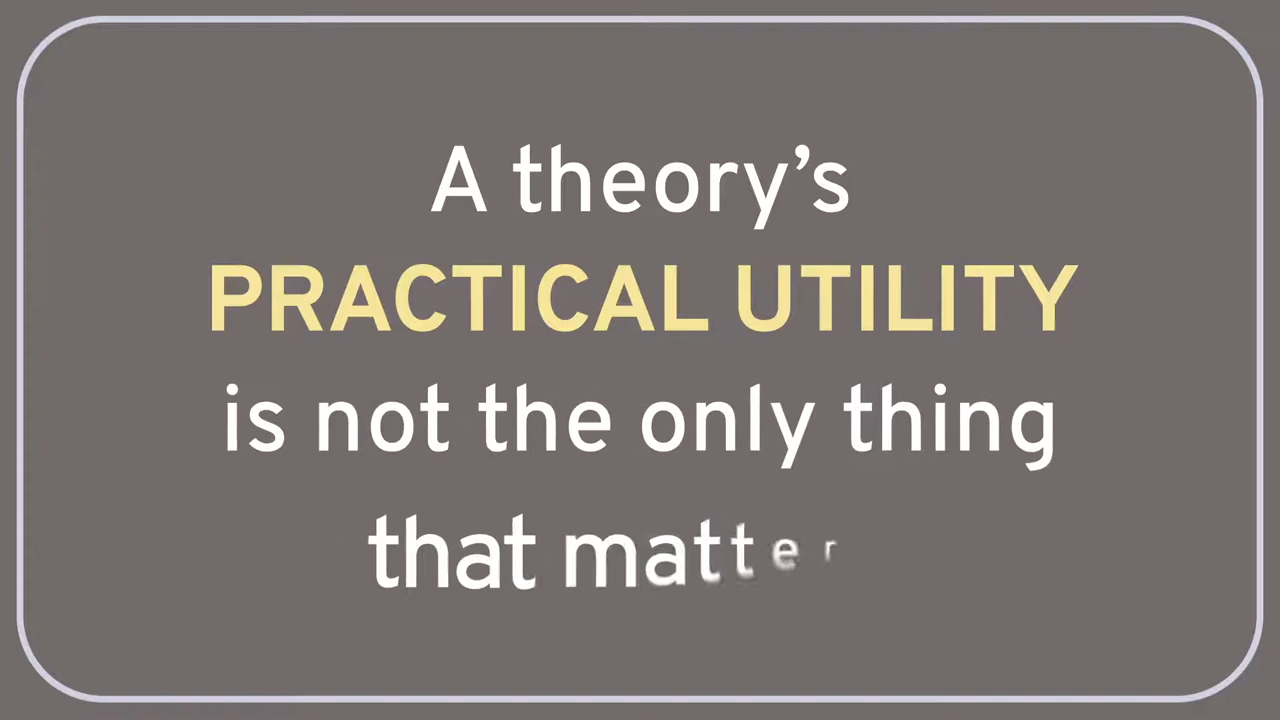 A theory’s
PRACTICAL UTILITY
is not the only thing
that matter